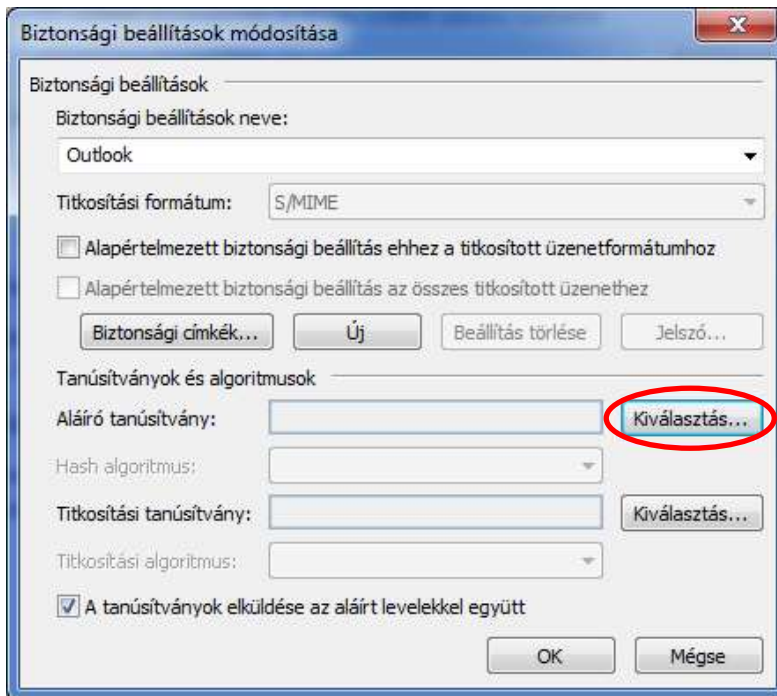 Biztonsági beállítások módosítása
Biztonsági beállítások
Biztonsági beállítások neve:
Outlook
Titkosítási formátum: S/MIME
Alapértelmezett biztonsági beállítás ehhez a titkosított üzenetformátumhoz
Alapértelmezett biztonsági beállítás az összes titkosított üzenethez
Biztonsági címkék... Új Beállítás törlése Jelszó...
Tanúsítványok és algoritmusok
Aláíró tanúsítvány: Kiválasztás...
Hash algoritmus:
Titkosítási tanúsítvány: Kiválasztás...
Titkosítási algoritmus:
A tanúsítványok elküldése az aláírt levelekkel együtt
OK Mégse